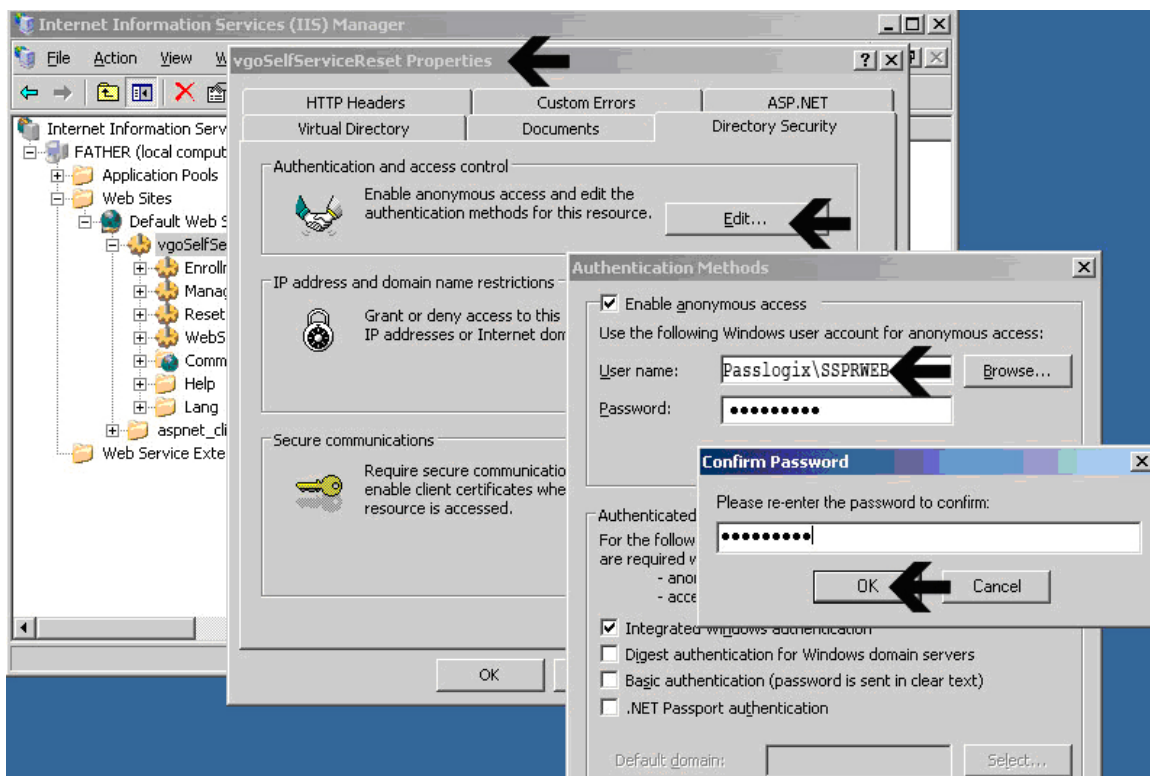 Internet Information Services (IIS) Manager
File Action View
vgoSelfServiceReset Properties
HTTP Headers Custom Errors ASP.NET
Virtual Directory Documents Directory Security
Internet Information Serv
FATHER (local comput
Application Pools
Web Sites
Default Web S
vgoSelfSe
Enrollr
Manag
Reset
WebS
Comm
Help
Lang
aspnet_cli
Web Service Exte
Authentication and access control
Enable anonymous access and edit the
authentication methods for this resource.
Edit...
IP address and domain name restrictions
Grant or deny access to this
IP addresses or Internet dom
Secure communications
Require secure communicatio
enable client certificates whe
resource is accessed.
OK
Authentication Methods
Enable anonymous access
Use the following Windows user account for anonymous access:
User name: Passlogix\SSPRWEB Browse...
Password: •••••••••
Confirm Password
Please re-enter the password to confirm:
•••••••••
OK Cancel
Authenticated
For the follow
are required w
- anon
- acce
Integrated Windows authentication
Digest authentication for Windows domain servers
Basic authentication (password is sent in clear text)
.NET Passport authentication
Default domain: Select...